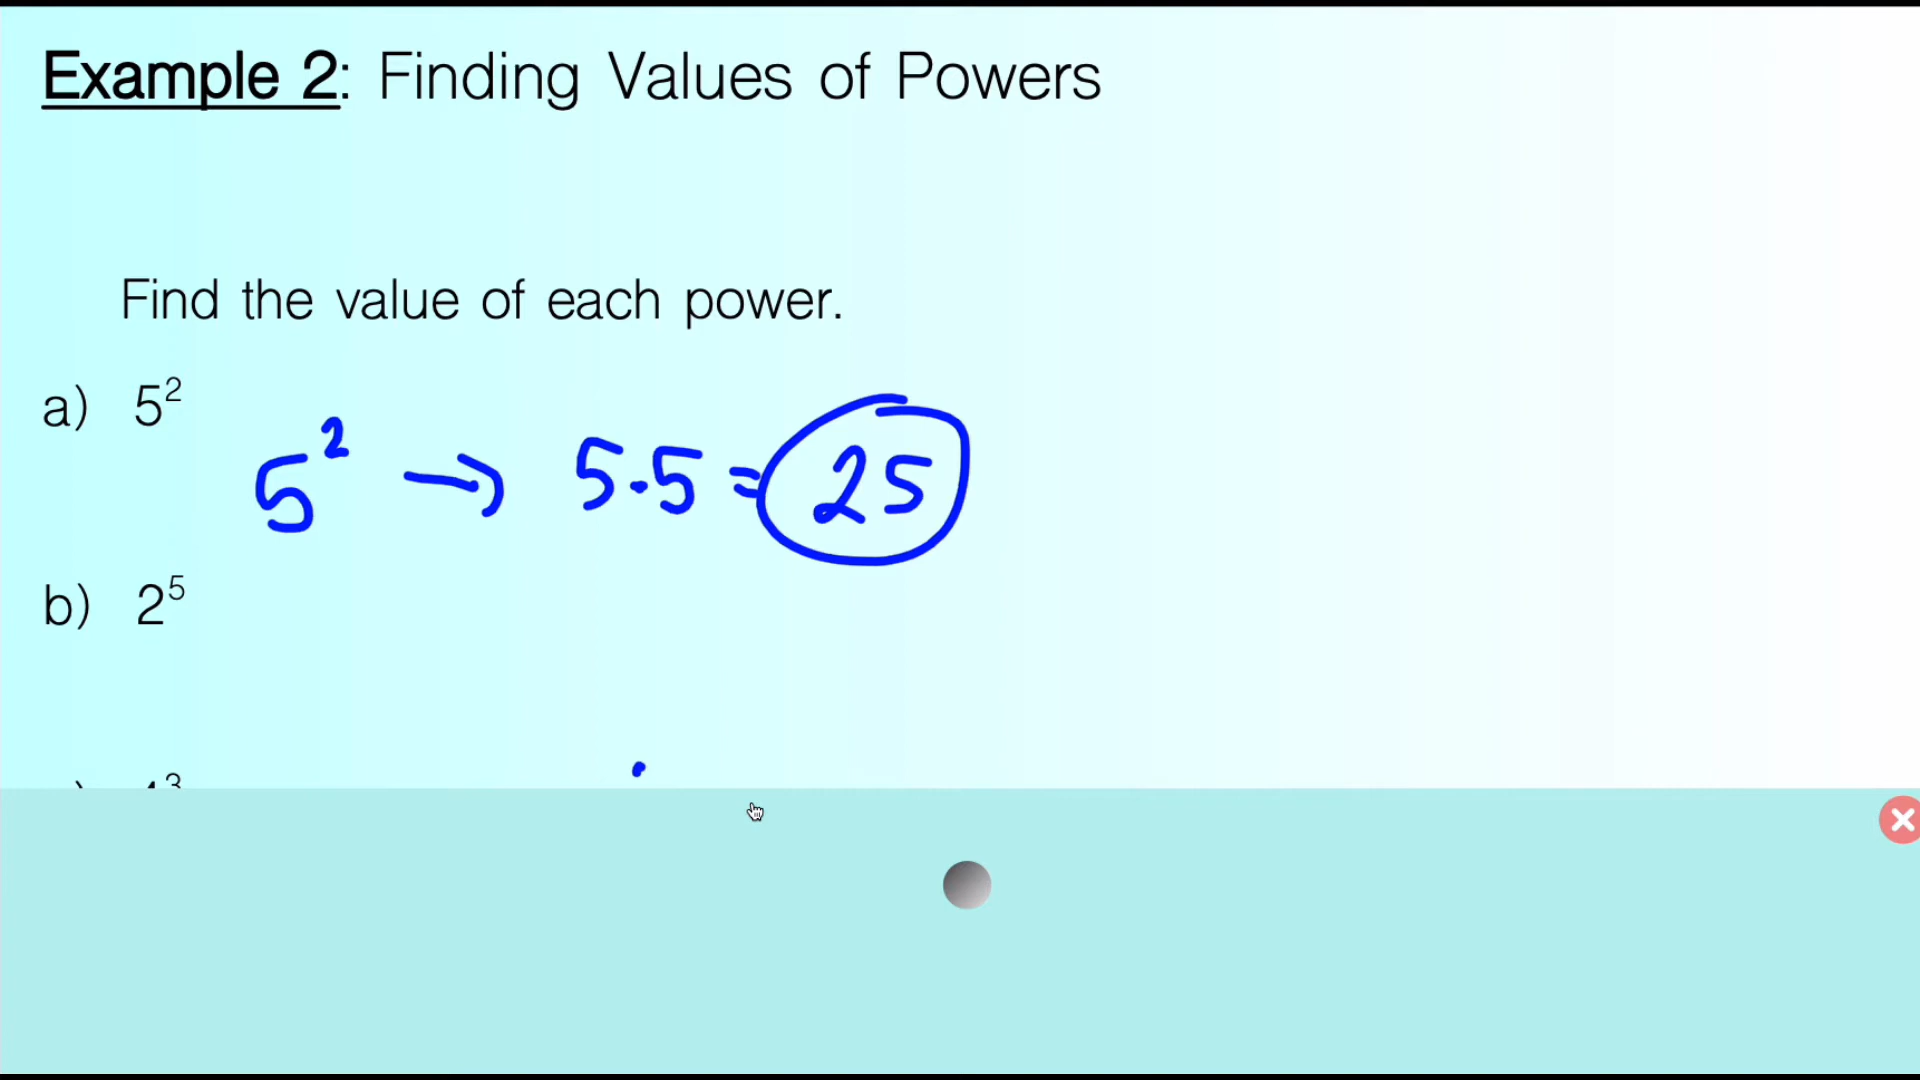 Example 2: Finding Values of Powers
Find the value of each power.
a) 5²
5² → 5·5 = 25
b) 2⁵